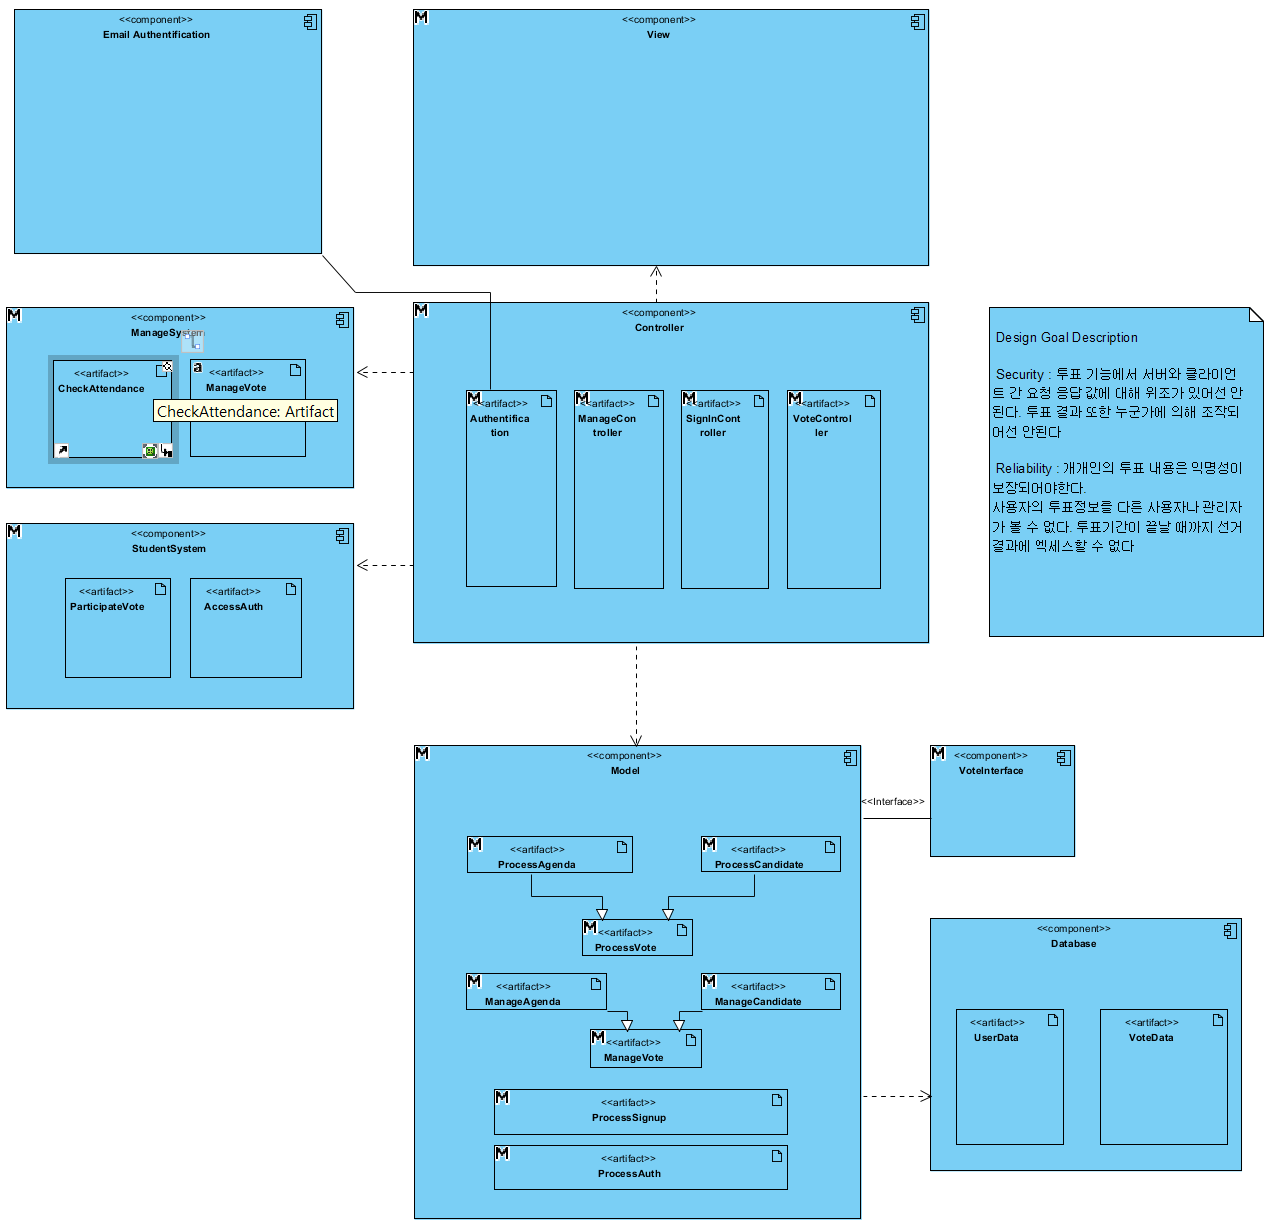 <<component>>
Email Authentification
<<component>>
View
<<component>>
ManageSystem
<<artifact>>
CheckAttendance
<<artifact>>
ManageVote
CheckAttendance: Artifact
<<component>>
Controller
<<artifact>>
Authentifica
tion
<<artifact>>
ManageCon
troller
<<artifact>>
SignInCont
roller
<<artifact>>
VoteControl
ler
Design Goal Description
Security : 투표 기능에서 서버와 클라이언
트 간 요청 응답 값에 대해 위조가 있어선 안
된다. 투표 결과 또한 누군가에 의해 조작되
어선 안된다
Reliability : 개개인의 투표 내용은 익명성이
보장되어야한다.
사용자의 투표정보를 다른 사용자나 관리자
가 볼 수 없다. 투표기간이 끝날 때까지 선거
결과에 엑세스할 수 없다
<<component>>
StudentSystem
<<artifact>>
ParticipateVote
<<artifact>>
AccessAuth
<<component>>
Model
<<artifact>>
ProcessAgenda
<<artifact>>
ProcessCandidate
<<artifact>>
ProcessVote
<<artifact>>
ManageAgenda
<<artifact>>
ManageCandidate
<<artifact>>
ManageVote
<<artifact>>
ProcessSignup
<<artifact>>
ProcessAuth
<<Interface>>
<<component>>
VoteInterface
<<component>>
Database
<<artifact>>
UserData
<<artifact>>
VoteData